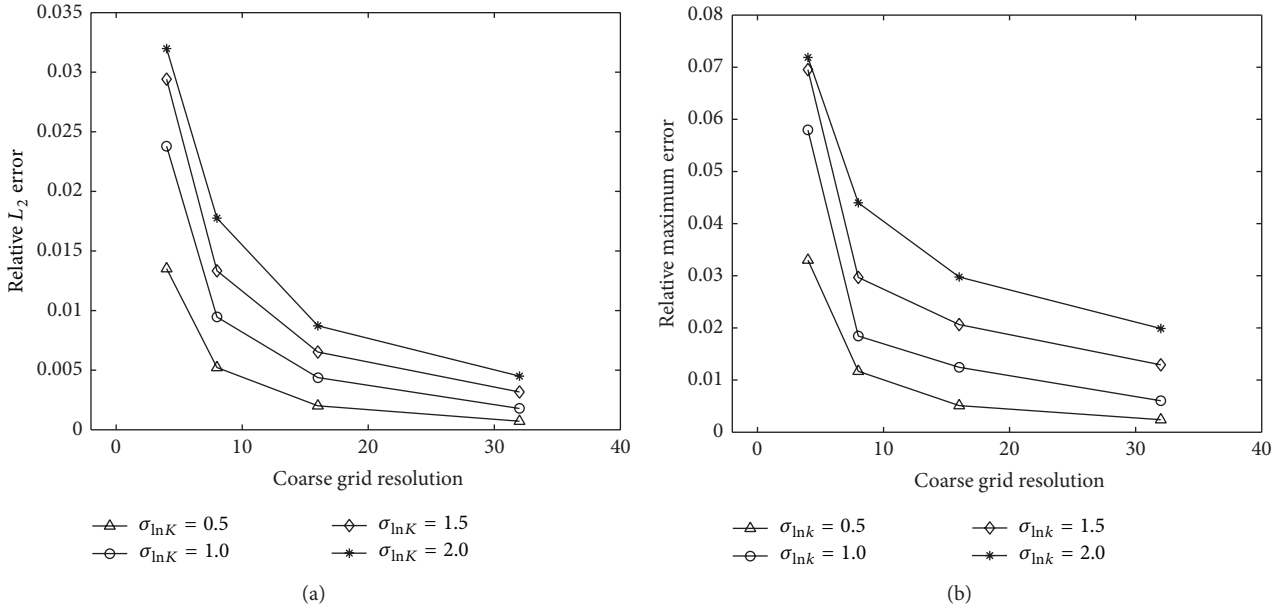 0.035
0.03
0.025
0.02
0.015
0.01
0.005
0
Relative L₂ error
0
10
20
30
40
Coarse grid resolution
σlnK = 0.5
σlnK = 1.5
σlnK = 1.0
σlnK = 2.0
(a)
0.08
0.07
0.06
0.05
0.04
0.03
0.02
0.01
0
Relative maximum error
0
10
20
30
40
Coarse grid resolution
σlnk = 0.5
σlnk = 1.5
σlnk = 1.0
σlnk = 2.0
(b)